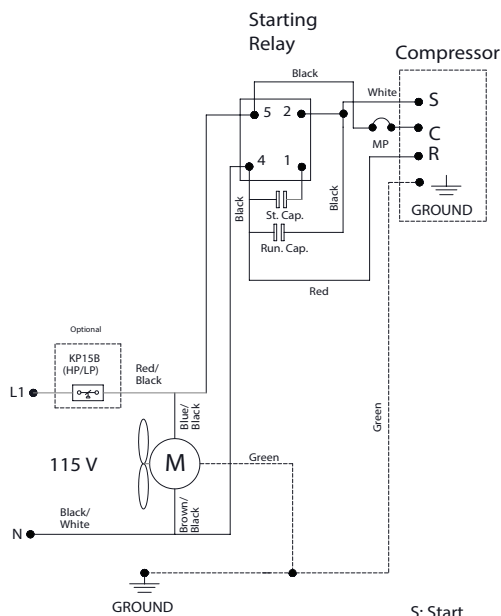 Starting
Relay
Compressor
Black
White
S
5
2
C
MP
R
4
1
GROUND
Black
St. Cap.
Black
Run. Cap.
Red
Optional
KP15B
(HP/LP)
Red/
Black
L1
Blue/
Black
Green
115 V
M
Green
Black/
White
Brown/
Black
N
GROUND
S: Start